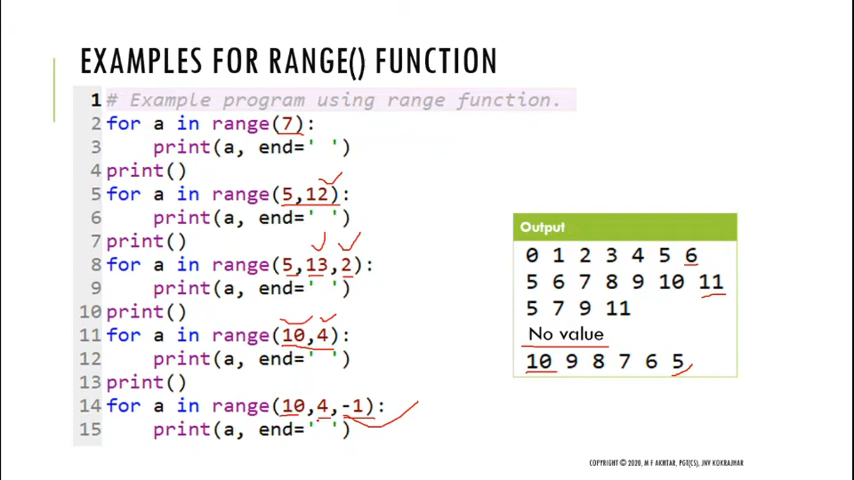 EXAMPLES FOR RANGE() FUNCTION
1 # Example program using range function.
2 for a in range(7):
3     print(a, end=' ')
4 print()
5 for a in range(5,12):
6     print(a, end=' ')
7 print()
8 for a in range(5,13,2):
9     print(a, end=' ')
10 print()
11 for a in range(10,4):
12     print(a, end=' ')
13 print()
14 for a in range(10,4,-1):
15     print(a, end=' ')
Output
0 1 2 3 4 5 6
5 6 7 8 9 10 11
5 7 9 11
No value
10 9 8 7 6 5
COPYRIGHT © 2020, M F AKHTAR, PGT(CS), JNV KOKRAJHAR